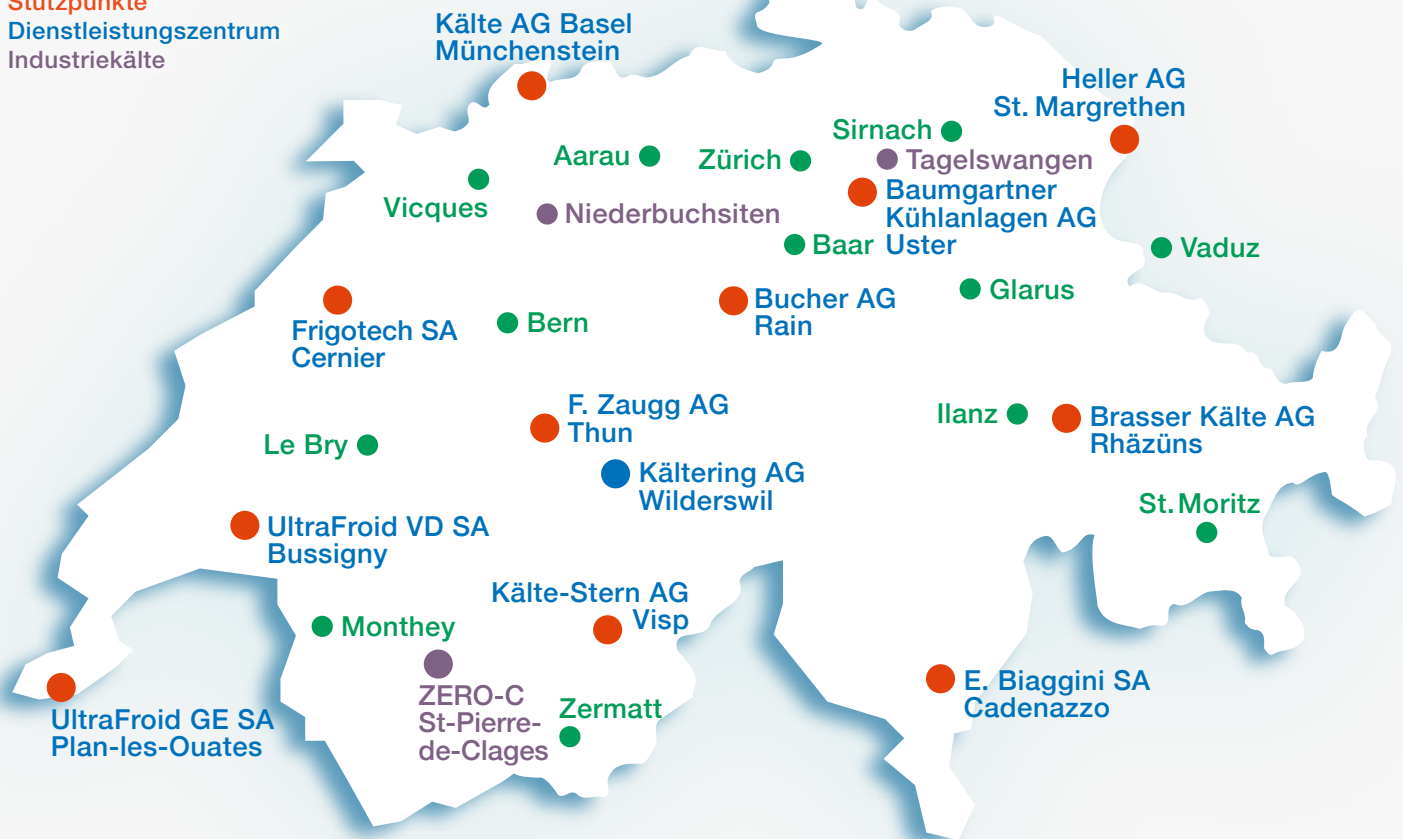 Stützpunkte
Dienstleistungszentrum
Industriekälte
Kälte AG Basel
Münchenstein
Heller AG
St. Margrethen
Sirnach
Aarau
Zürich
Tagelswangen
Vicques
Niederbuchsiten
Baumgartner
Kühlanlagen AG
Uster
Baar
Vaduz
Glarus
Frigotech SA
Cernier
Bern
Bucher AG
Rain
F. Zaugg AG
Thun
Ilanz
Brasser Kälte AG
Rhäzüns
Le Bry
Kältering AG
Wilderswil
St. Moritz
UltraFroid VD SA
Bussigny
Kälte-Stern AG
Visp
Monthey
ZERO-C
St-Pierre-
de-Clages
Zermatt
E. Biaggini SA
Cadenazzo
UltraFroid GE SA
Plan-les-Ouates